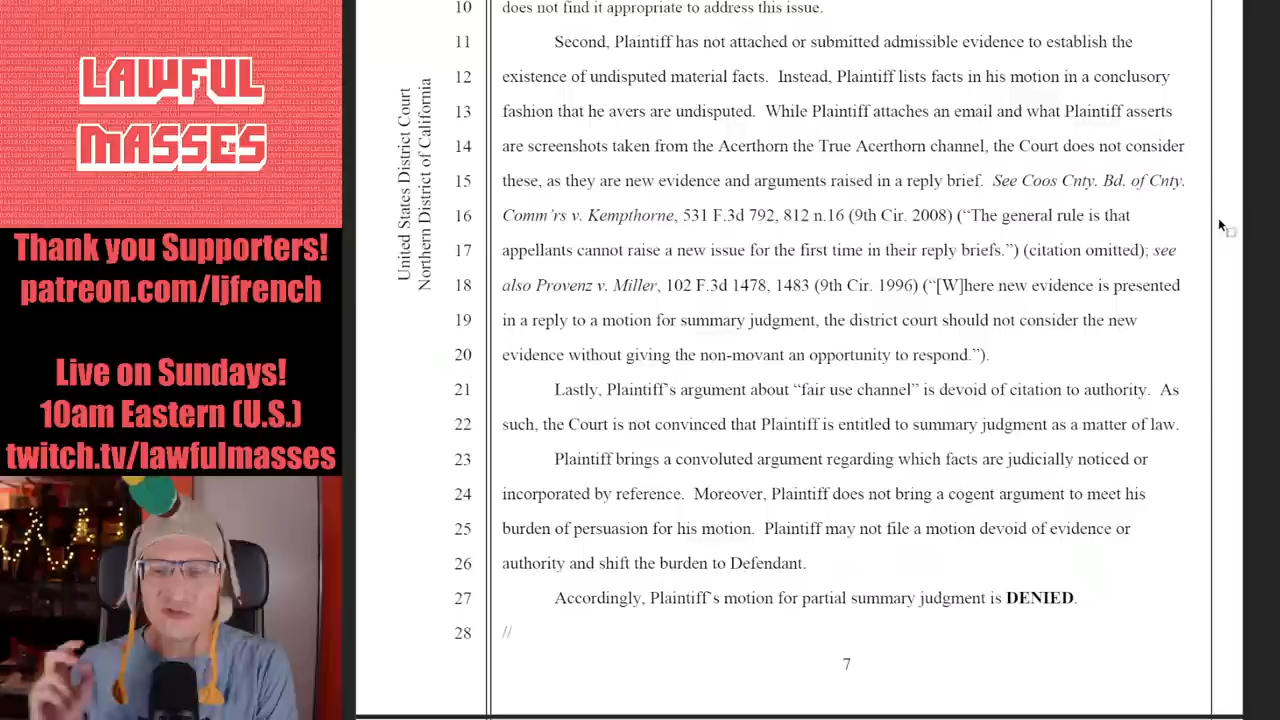 LAWFUL
MASSES
Thank you Supporters!
patreon.com/ljfrench
Live on Sundays!
10am Eastern (U.S.)
twitch.tv/lawfulmasses
United States District Court
Northern District of California
10 does not find it appropriate to address this issue.
11 Second, Plaintiff has not attached or submitted admissible evidence to establish the
12 existence of undisputed material facts. Instead, Plaintiff lists facts in his motion in a conclusory
13 fashion that he avers are undisputed. While Plaintiff attaches an email and what Plaintiff asserts
14 are screenshots taken from the Acerthorn the True Acerthorn channel, the Court does not consider
15 these, as they are new evidence and arguments raised in a reply brief. See Coos Cnty. Bd. of Cnty.
16 Comm'rs v. Kempthorne, 531 F.3d 792, 812 n.16 (9th Cir. 2008) (“The general rule is that
17 appellants cannot raise a new issue for the first time in their reply briefs.”) (citation omitted); see
18 also Provenz v. Miller, 102 F.3d 1478, 1483 (9th Cir. 1996) (“[W]here new evidence is presented
19 in a reply to a motion for summary judgment, the district court should not consider the new
20 evidence without giving the non-movant an opportunity to respond.”).
21 Lastly, Plaintiff's argument about “fair use channel” is devoid of citation to authority. As
22 such, the Court is not convinced that Plaintiff is entitled to summary judgment as a matter of law.
23 Plaintiff brings a convoluted argument regarding which facts are judicially noticed or
24 incorporated by reference. Moreover, Plaintiff does not bring a cogent argument to meet his
25 burden of persuasion for his motion. Plaintiff may not file a motion devoid of evidence or
26 authority and shift the burden to Defendant.
27 Accordingly, Plaintiff's motion for partial summary judgment is DENIED.
28 //
7